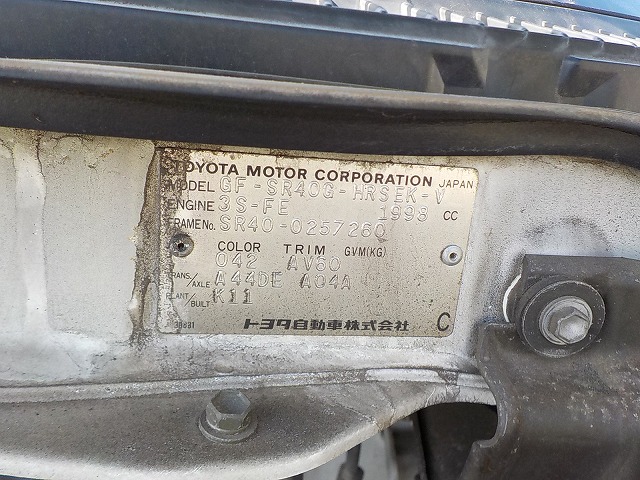 TOYOTA MOTOR CORPORATION JAPAN
MODEL GF-SR40G-HRSEK-V
ENGINE 3S-FE 1998 CC
FRAME No. SR40-0257260
COLOR TRIM GVM(KG)
042 AV60
TRANS./AXLE A44DE A04A
PLANT/BUILT K11
トヨタ自動車株式会社 C